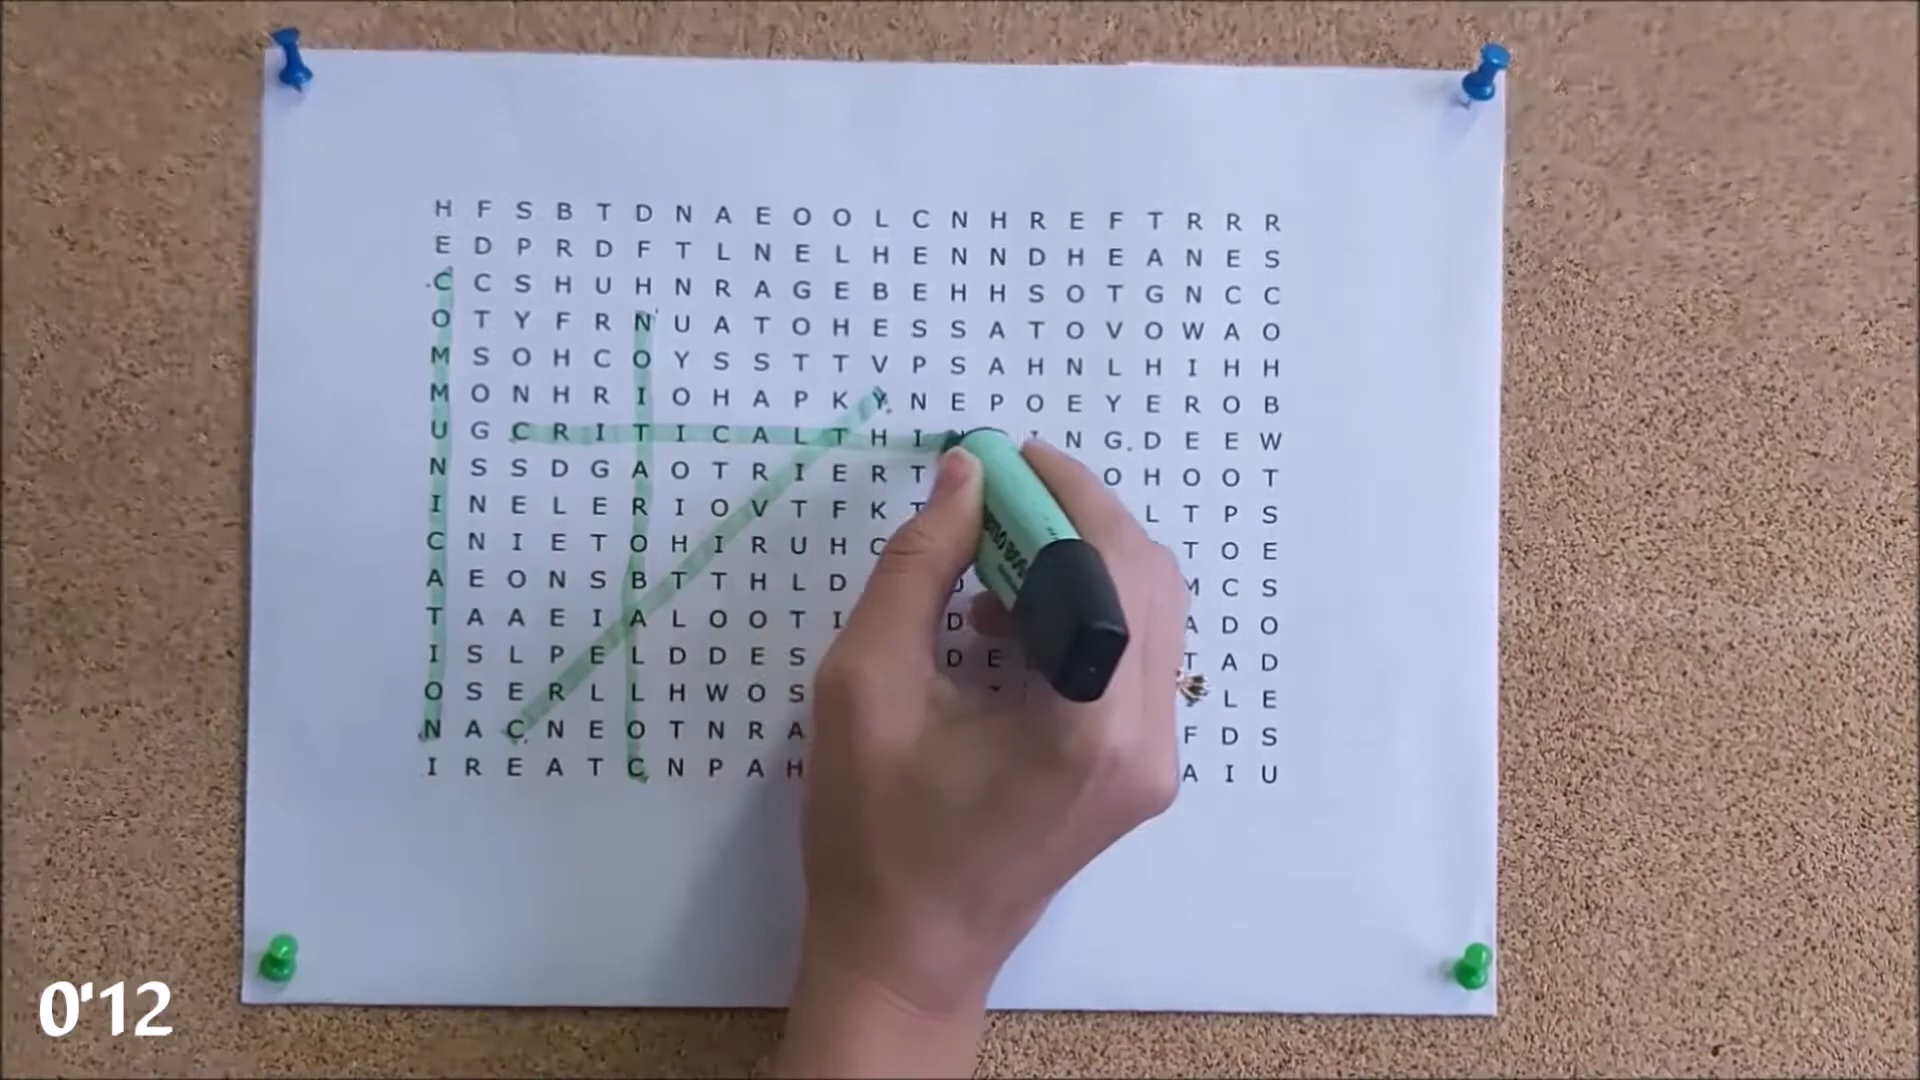 H F S B T D N A E O O L C N H R E F T R R R
E D P R D F T L N E L H E N N D H E A N E S
C C S H U H N R A G E B E H H S O T G N C C
O T Y F R N U A T O H E S S A T O V O W A O
M S O H C O Y S S T T V P S A H N L H I H H
M O N H R I O H A P K Y N E P O E Y E R O B
U G C R I T I C A L T H I N I N G D E E W
N S S D G A O T R I E R T O H O O T
I N E L E R I O V T F K T L T P S
C N I E T O H I R U H T O E
A E O N S B T T H L D M C S
T A A E I A L O O T I D A D O
I S L P E L D D E S D E T A D
O S E R L L H W O S L E
N A C N E O T N R A F D S
I R E A T C N P A H A I U
0'12